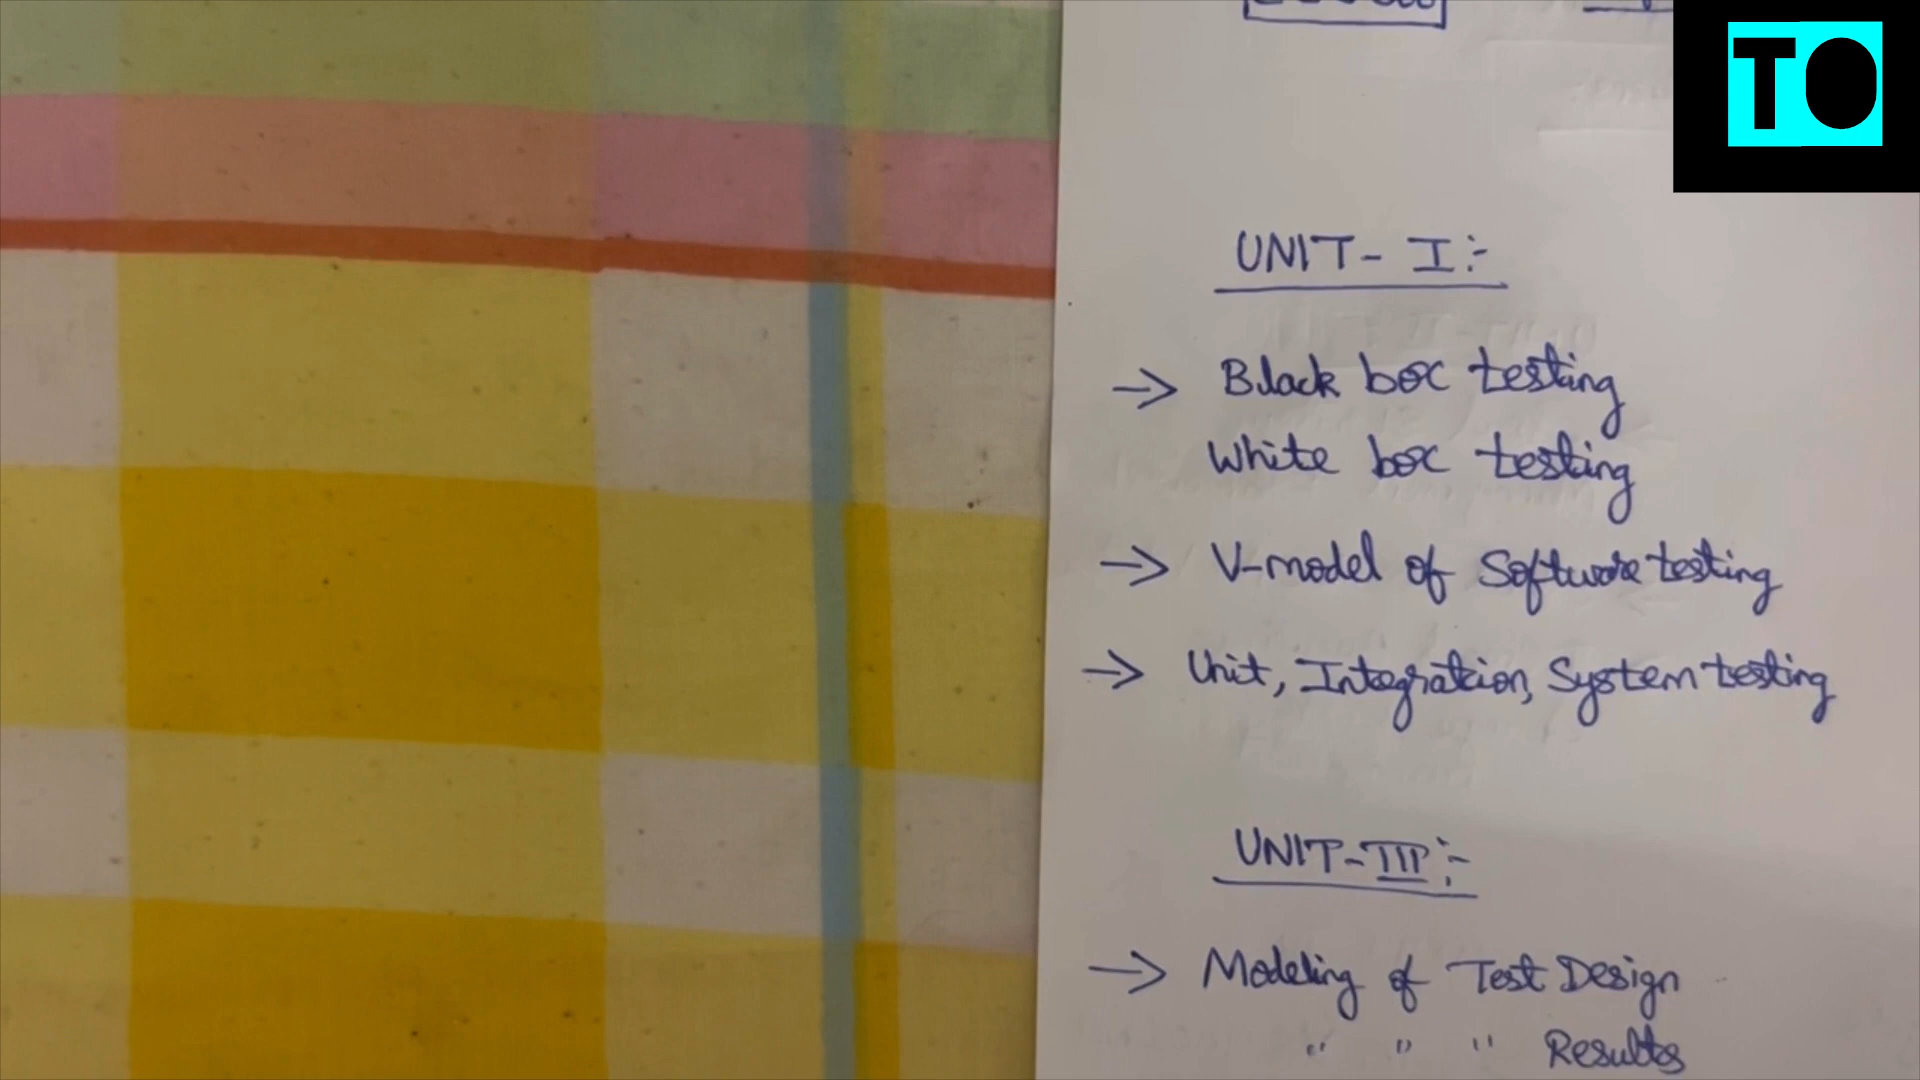 TO
UNIT- I :-
→ Black box testing
White box testing
→ V-model of Software testing
→ Unit, Integration, System testing
UNIT-III :-
→ Modeling of Test Design
" " " Results